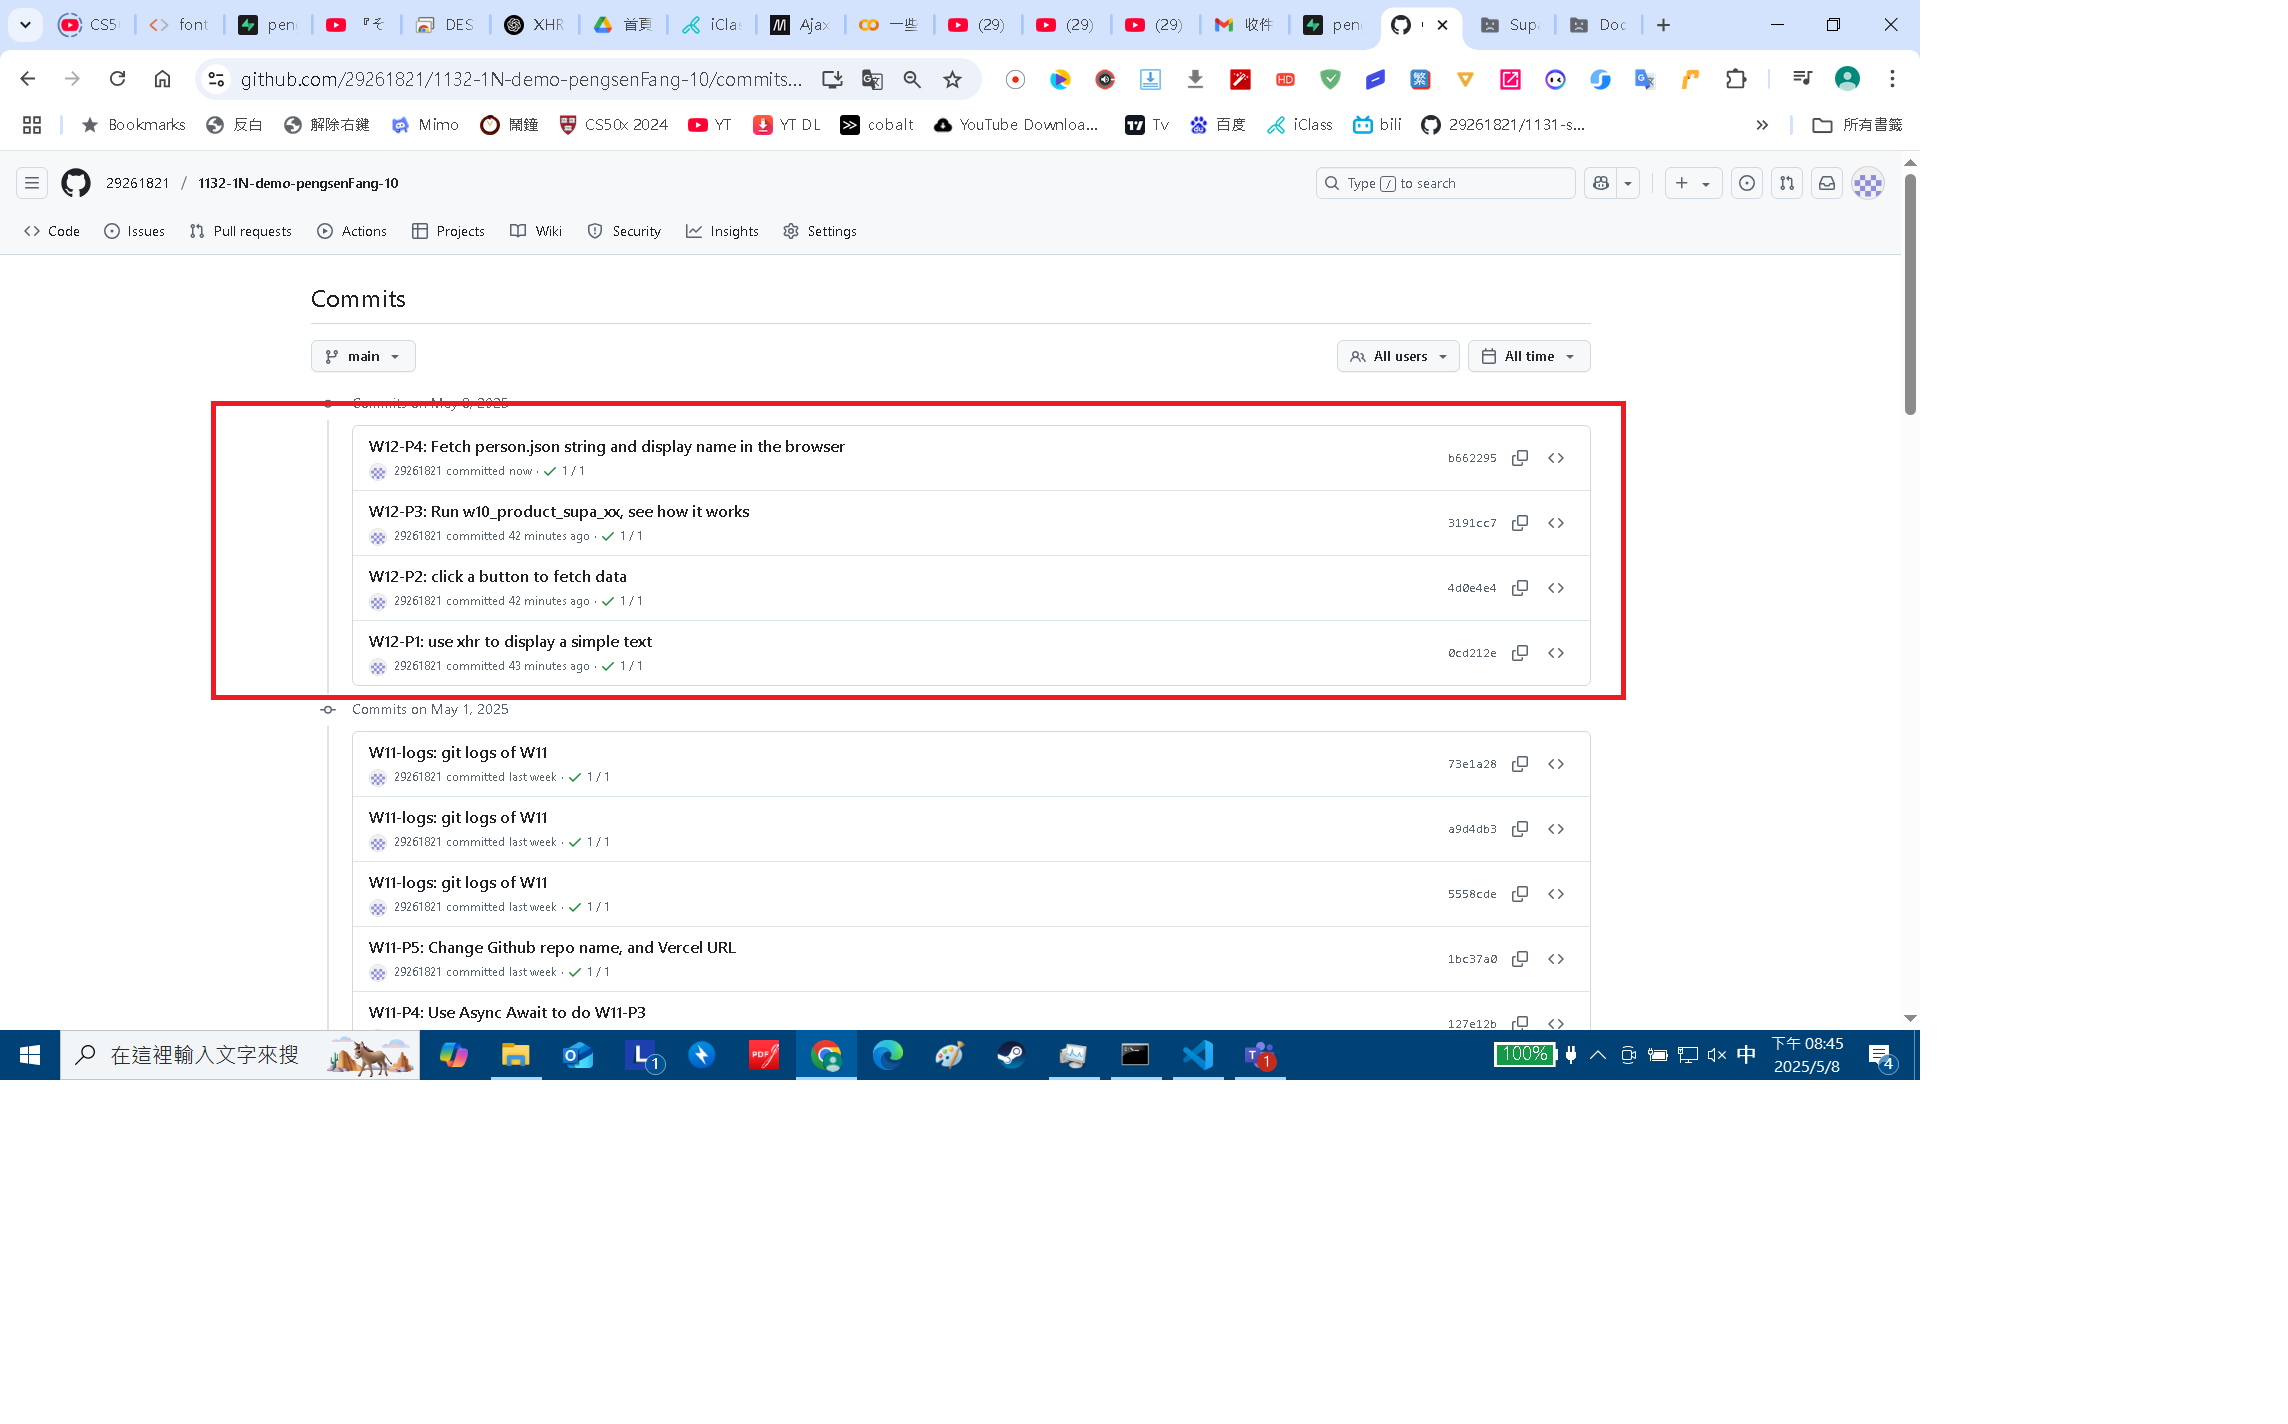 CS5
font
pen
『そ
DES
XHR
首頁
iClas
Ajax
一些
(29)
(29)
(29)
收件
pen
Sup
Doc
github.com/29261821/1132-1N-demo-pengsenFang-10/commits...
Bookmarks
反白
解除右鍵
Mimo
鬧鐘
CS50x 2024
YT
YT DL
cobalt
YouTube Downloa...
Tv
百度
iClass
bili
29261821/1131-s...
所有書籤
29261821 / 1132-1N-demo-pengsenFang-10
Type / to search
Code
Issues
Pull requests
Actions
Projects
Wiki
Security
Insights
Settings
Commits
main
All users
All time
Commits on May 8, 2025
W12-P4: Fetch person.json string and display name in the browser
29261821 committed now · 1 / 1
b662295
W12-P3: Run w10_product_supa_xx, see how it works
29261821 committed 42 minutes ago · 1 / 1
3191cc7
W12-P2: click a button to fetch data
29261821 committed 42 minutes ago · 1 / 1
4d0e4e4
W12-P1: use xhr to display a simple text
29261821 committed 43 minutes ago · 1 / 1
0cd212e
Commits on May 1, 2025
W11-logs: git logs of W11
29261821 committed last week · 1 / 1
73e1a28
W11-logs: git logs of W11
29261821 committed last week · 1 / 1
a9d4db3
W11-logs: git logs of W11
29261821 committed last week · 1 / 1
5558cde
W11-P5: Change Github repo name, and Vercel URL
29261821 committed last week · 1 / 1
1bc37a0
W11-P4: Use Async Await to do W11-P3
127e12b
在這裡輸入文字來搜
100%
中
下午 08:45
2025/5/8
4